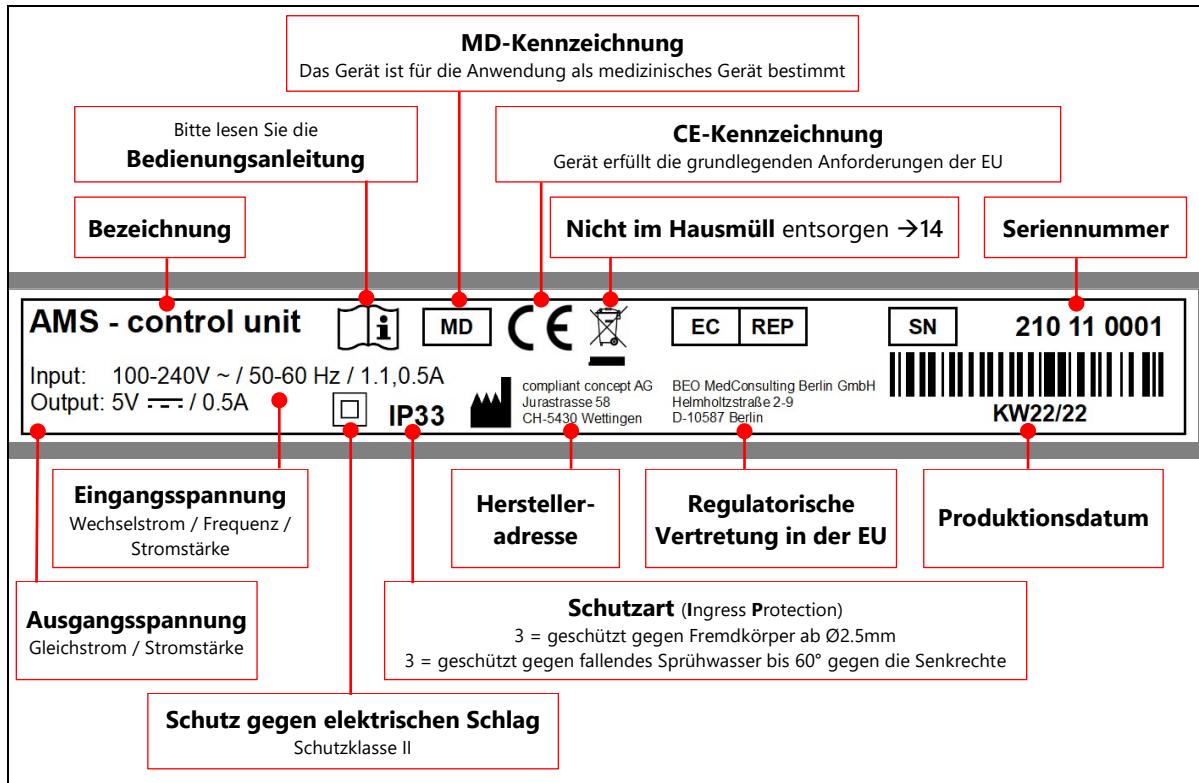 MD-Kennzeichnung
Das Gerät ist für die Anwendung als medizinisches Gerät bestimmt
Bitte lesen Sie die
Bedienungsanleitung
CE-Kennzeichnung
Gerät erfüllt die grundlegenden Anforderungen der EU
Bezeichnung
Nicht im Hausmüll entsorgen →14
Seriennummer
AMS - control unit
i
MD
CE
EC REP
SN
210 11 0001
Input: 100-240V ~ / 50-60 Hz / 1.1,0.5A
Output: 5V ⎓ / 0.5A
IP33
compliant concept AG
Jurastrasse 58
CH-5430 Wettingen
BEO MedConsulting Berlin GmbH
Helmholtzstraße 2-9
D-10587 Berlin
KW22/22
Eingangsspannung
Wechselstrom / Frequenz /
Stromstärke
Hersteller-
adresse
Regulatorische
Vertretung in der EU
Produktionsdatum
Ausgangsspannung
Gleichstrom / Stromstärke
Schutzart (Ingress Protection)
3 = geschützt gegen Fremdkörper ab Ø2.5mm
3 = geschützt gegen fallendes Sprühwasser bis 60° gegen die Senkrechte
Schutz gegen elektrischen Schlag
Schutzklasse II